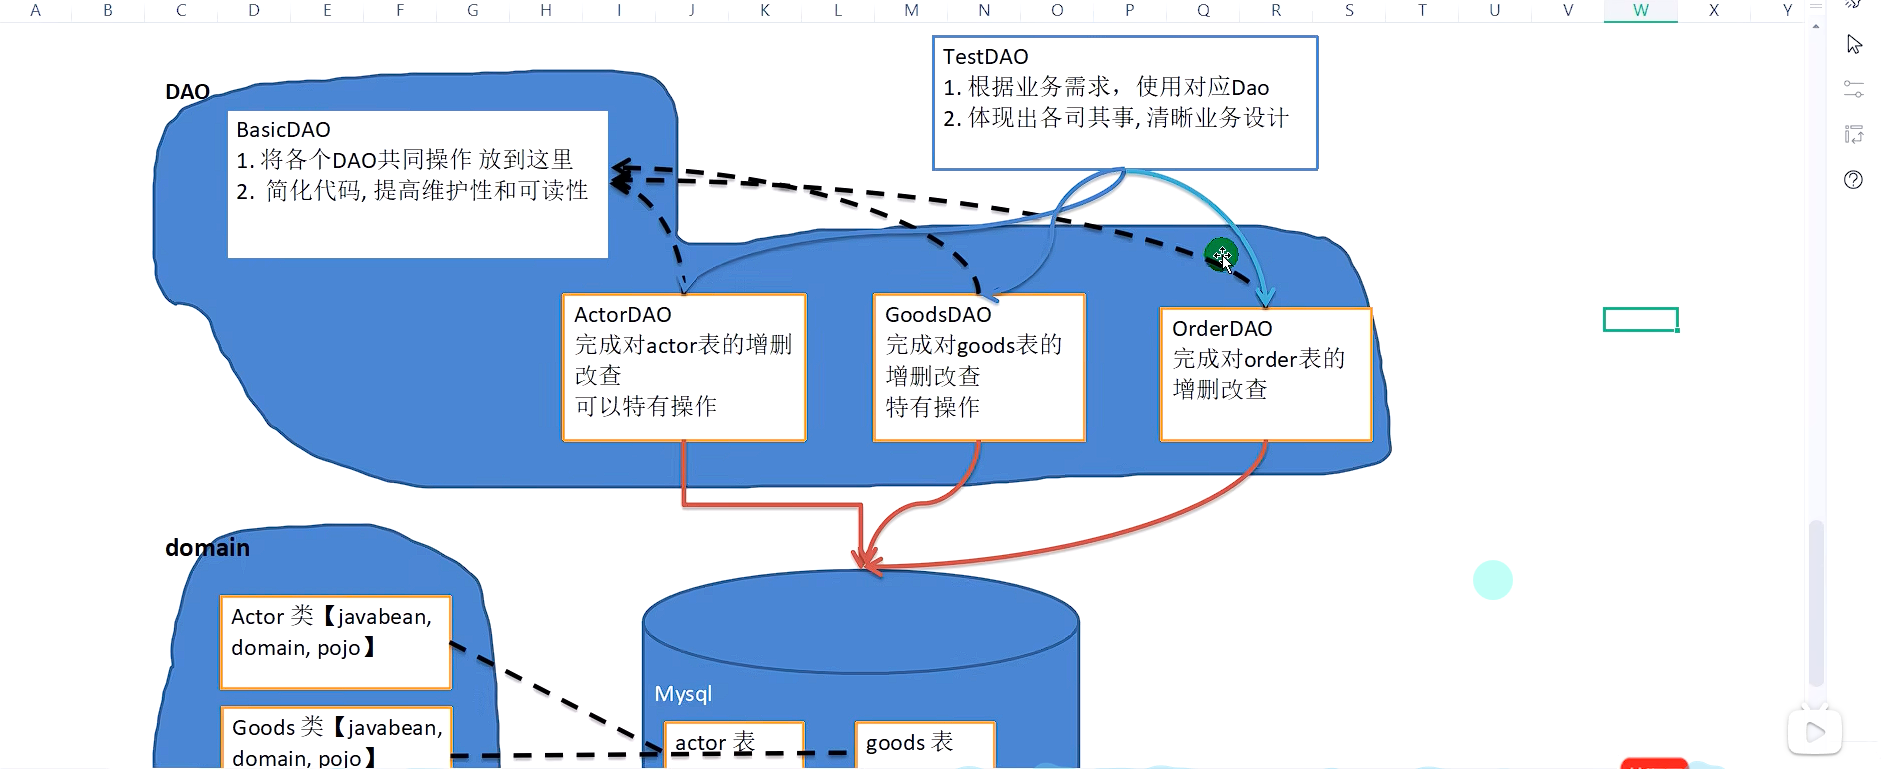 A B C D E F G H I J K L M N O P Q R S T U V W X Y
TestDAO
1. 根据业务需求，使用对应Dao
2. 体现出各司其事, 清晰业务设计
DAO
BasicDAO
1. 将各个DAO共同操作 放到这里
2. 简化代码, 提高维护性和可读性
ActorDAO
完成对actor表的增删
改查
可以特有操作
GoodsDAO
完成对goods表的
增删改查
特有操作
OrderDAO
完成对order表的
增删改查
domain
Actor 类【javabean,
domain, pojo】
Goods 类【javabean,
domain, pojo】
Mysql
actor 表
goods 表